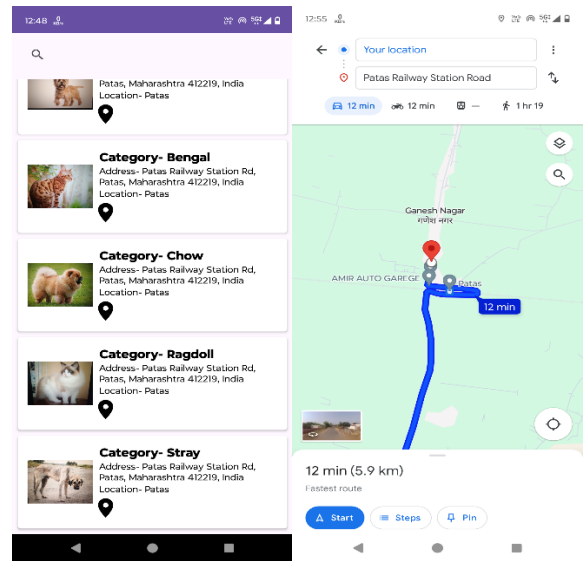 12:48
5G
Patas, Maharashtra 412219, India
Location- Patas
Category- Bengal
Address- Patas Railway Station Rd,
Patas, Maharashtra 412219, India
Location- Patas
Category- Chow
Address- Patas Railway Station Rd,
Patas, Maharashtra 412219, India
Location- Patas
Category- Ragdoll
Address- Patas Railway Station Rd,
Patas, Maharashtra 412219, India
Location- Patas
Category- Stray
Address- Patas Railway Station Rd,
Patas, Maharashtra 412219, India
Location- Patas
12:55
5G
Your location
Patas Railway Station Road
12 min 12 min — 1 hr 19
Ganesh Nagar
गणेश नगर
AMIR AUTO GAREGE
Patas
12 min
12 min (5.9 km)
Fastest route
Start Steps Pin